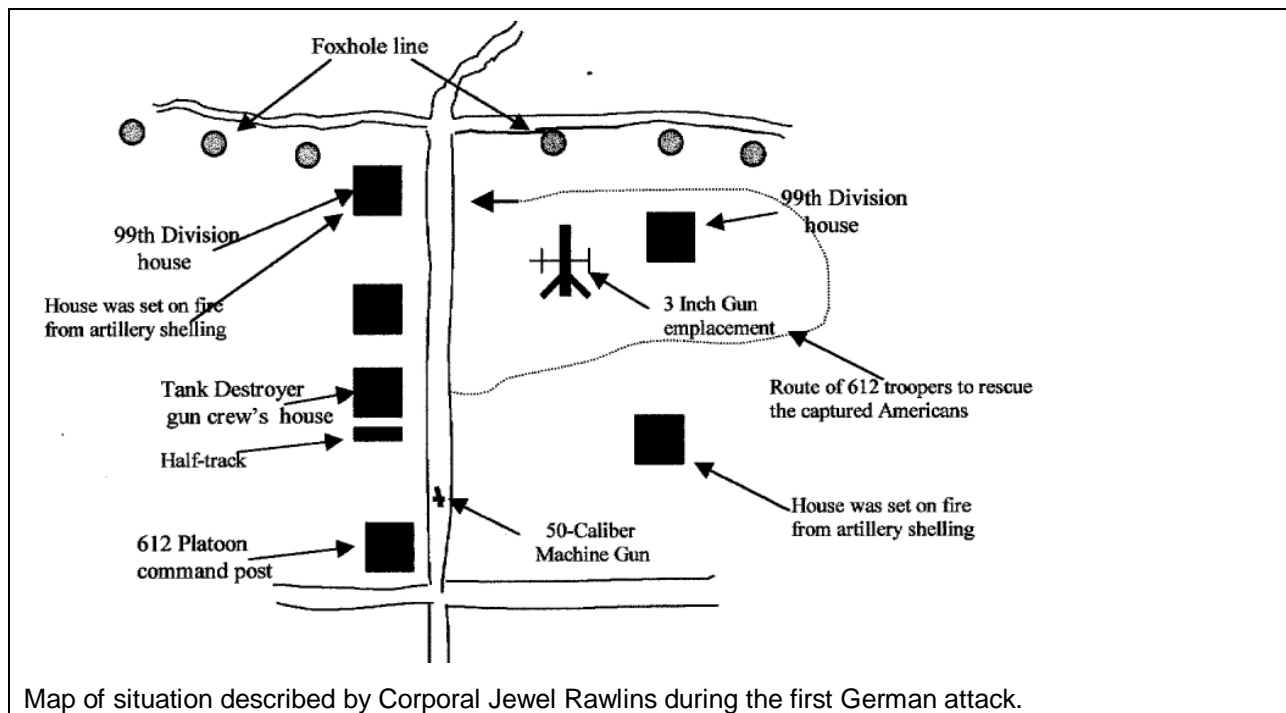 Foxhole line
99th Division
house
99th Division
house
House was set on fire
from artillery shelling
3 Inch Gun
emplacement
Tank Destroyer
gun crew's house
Route of 612 troopers to rescue
the captured Americans
Half-track
House was set on fire
from artillery shelling
50-Caliber
Machine Gun
612 Platoon
command post
Map of situation described by Corporal Jewel Rawlins during the first German attack.